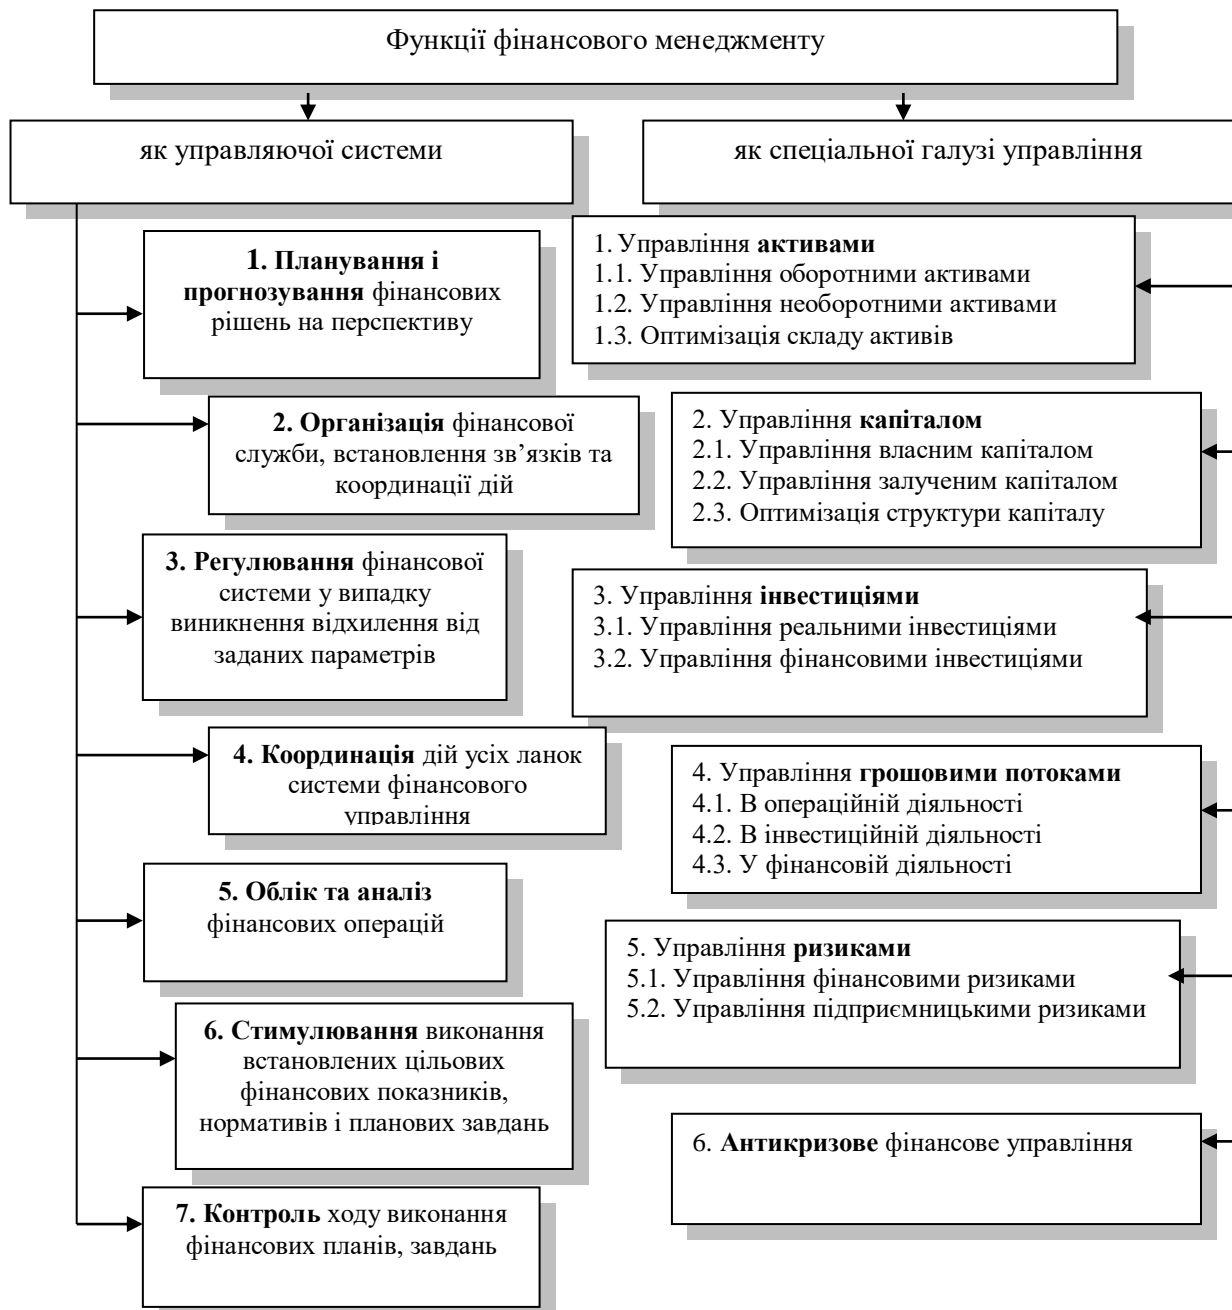 Функції фінансового менеджменту
як управляючої системи
як спеціальної галузі управління
1. Планування і
прогнозування фінансових
рішень на перспективу
2. Організація фінансової
служби, встановлення зв’язків та
координації дій
3. Регулювання фінансової
системи у випадку
виникнення відхилення від
заданих параметрів
4. Координація дій усіх ланок
системи фінансового
управління
5. Облік та аналіз
фінансових операцій
6. Стимулювання виконання
встановлених цільових
фінансових показників,
нормативів і планових завдань
7. Контроль ходу виконання
фінансових планів, завдань
1. Управління активами
1.1. Управління оборотними активами
1.2. Управління необоротними активами
1.3. Оптимізація складу активів
2. Управління капіталом
2.1. Управління власним капіталом
2.2. Управління залученим капіталом
2.3. Оптимізація структури капіталу
3. Управління інвестиціями
3.1. Управління реальними інвестиціями
3.2. Управління фінансовими інвестиціями
4. Управління грошовими потоками
4.1. В операційній діяльності
4.2. В інвестиційній діяльності
4.3. У фінансовій діяльності
5. Управління ризиками
5.1. Управління фінансовими ризиками
5.2. Управління підприємницькими ризиками
6. Антикризове фінансове управління